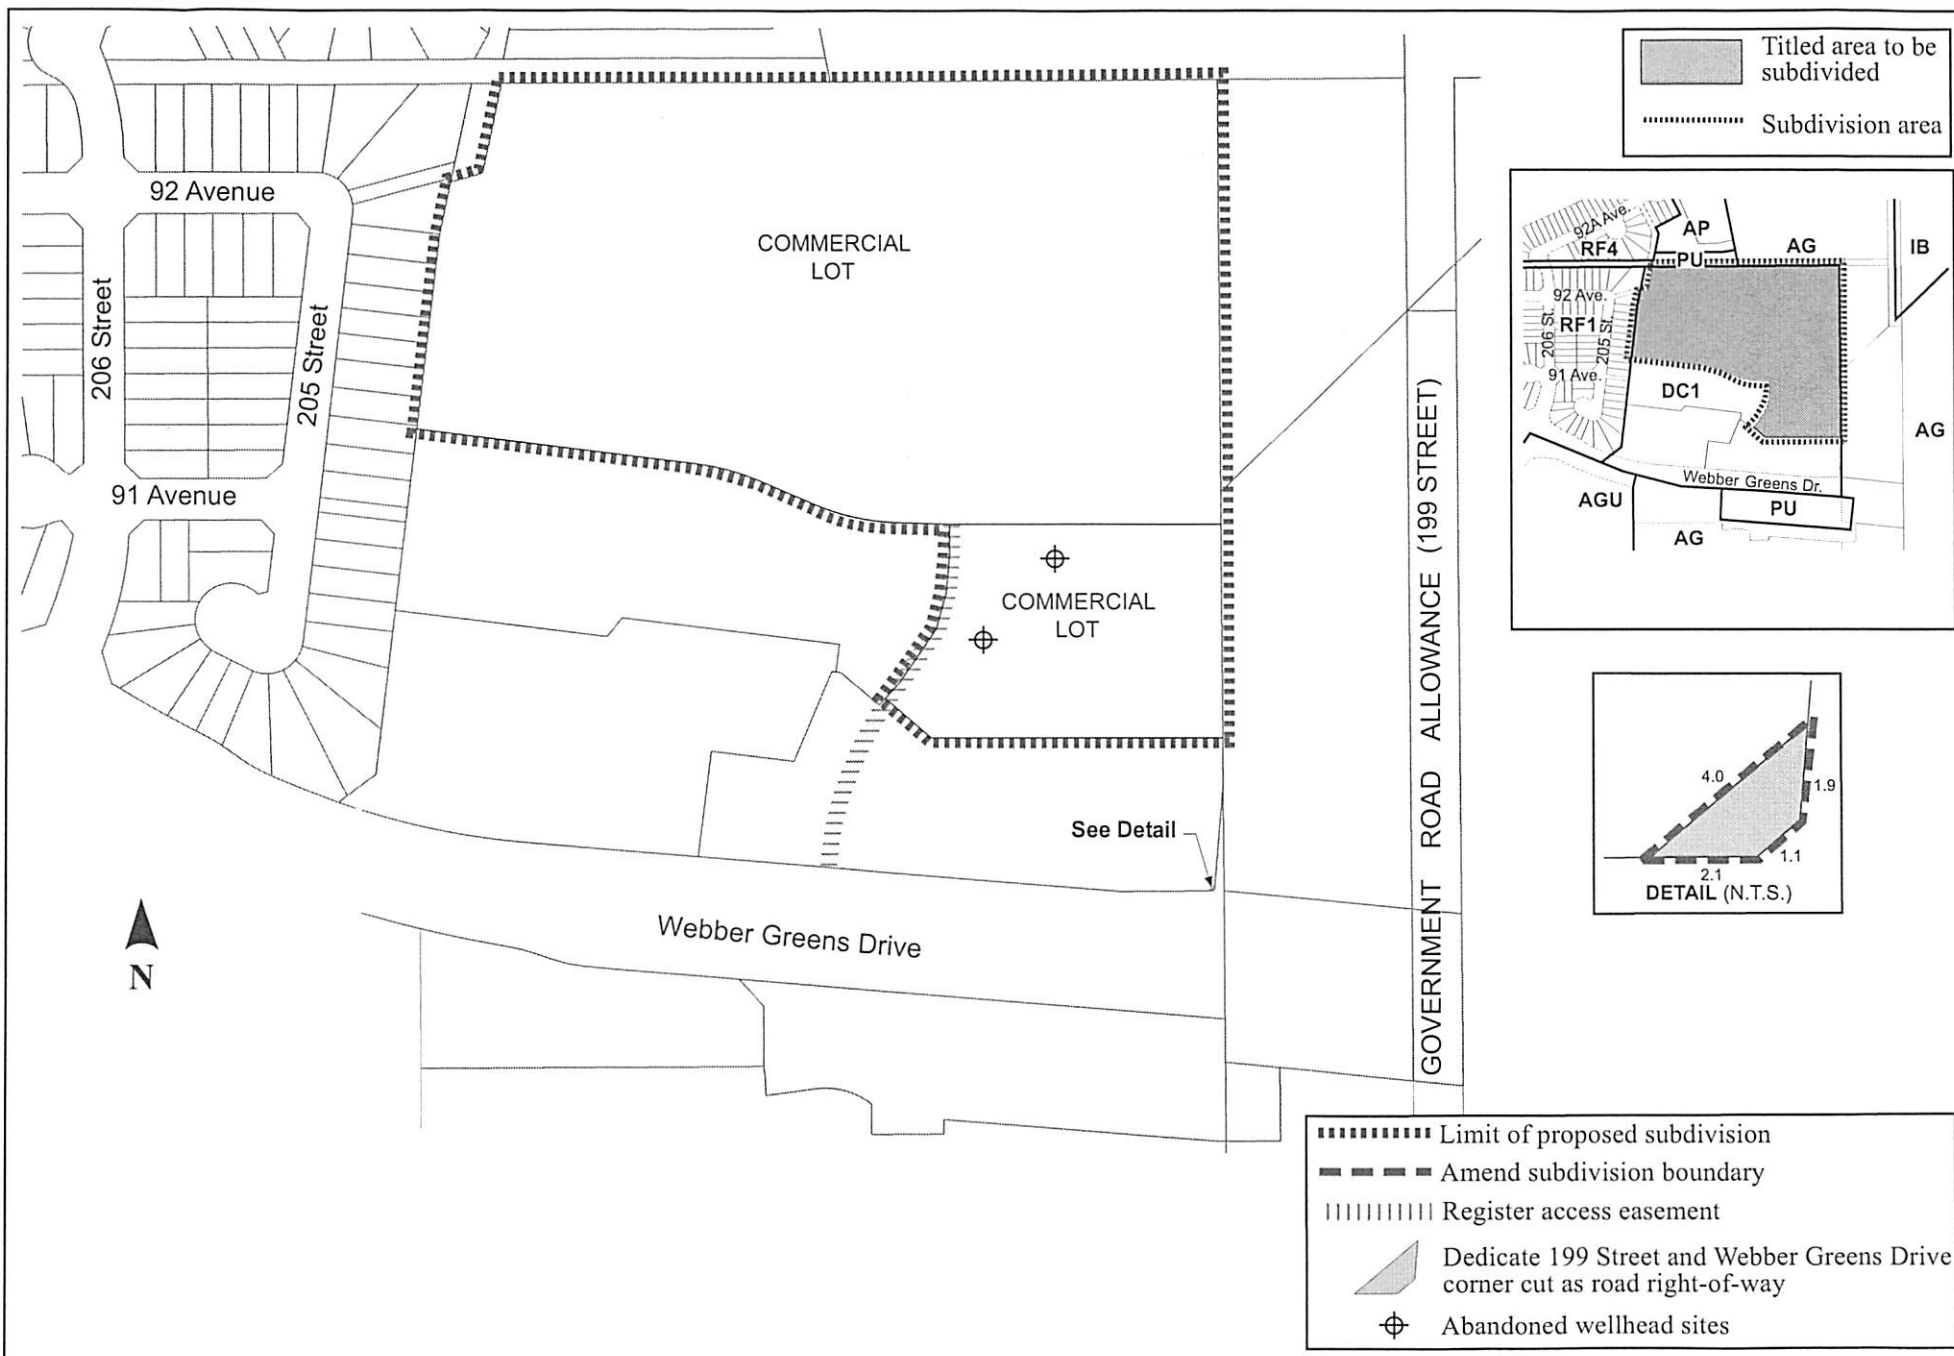 Titled area to be
subdivided
Subdivision area
92 Avenue
206 Street
205 Street
91 Avenue
COMMERCIAL
LOT
COMMERCIAL
LOT
GOVERNMENT ROAD ALLOWANCE (199 STREET)
See Detail
Webber Greens Drive
N
92A Ave.
AP
RF4
PU
AG
IB
92 Ave.
206 St.
RF1
205 St.
91 Ave.
DC1
AG
Webber Greens Dr.
AGU
PU
AG
4.0
1.9
1.1
2.1
DETAIL (N.T.S.)
Limit of proposed subdivision
Amend subdivision boundary
Register access easement
Dedicate 199 Street and Webber Greens Drive
corner cut as road right-of-way
Abandoned wellhead sites